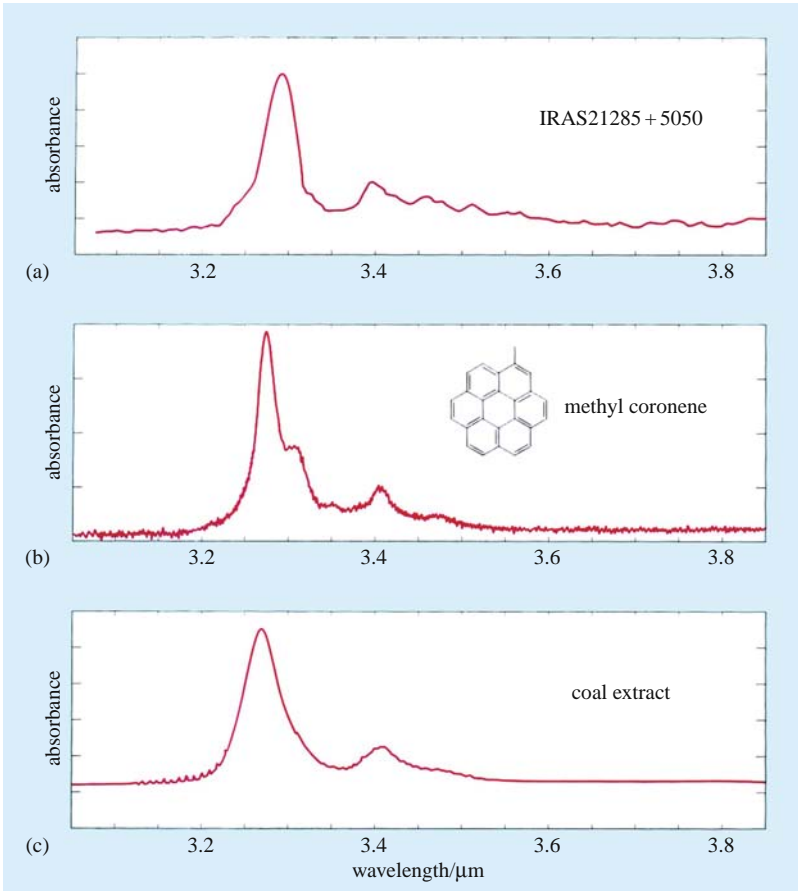 absorbance
IRAS21285 + 5050
(a)
3.2
3.4
3.6
3.8
absorbance
methyl coronene
(b)
3.2
3.4
3.6
3.8
absorbance
coal extract
(c)
3.2
3.4
3.6
3.8
wavelength/μm